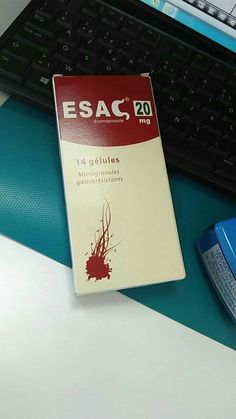 ESAC 20 mg
ésoméprazole
14 gélules
Microgranules
gastrorésistants